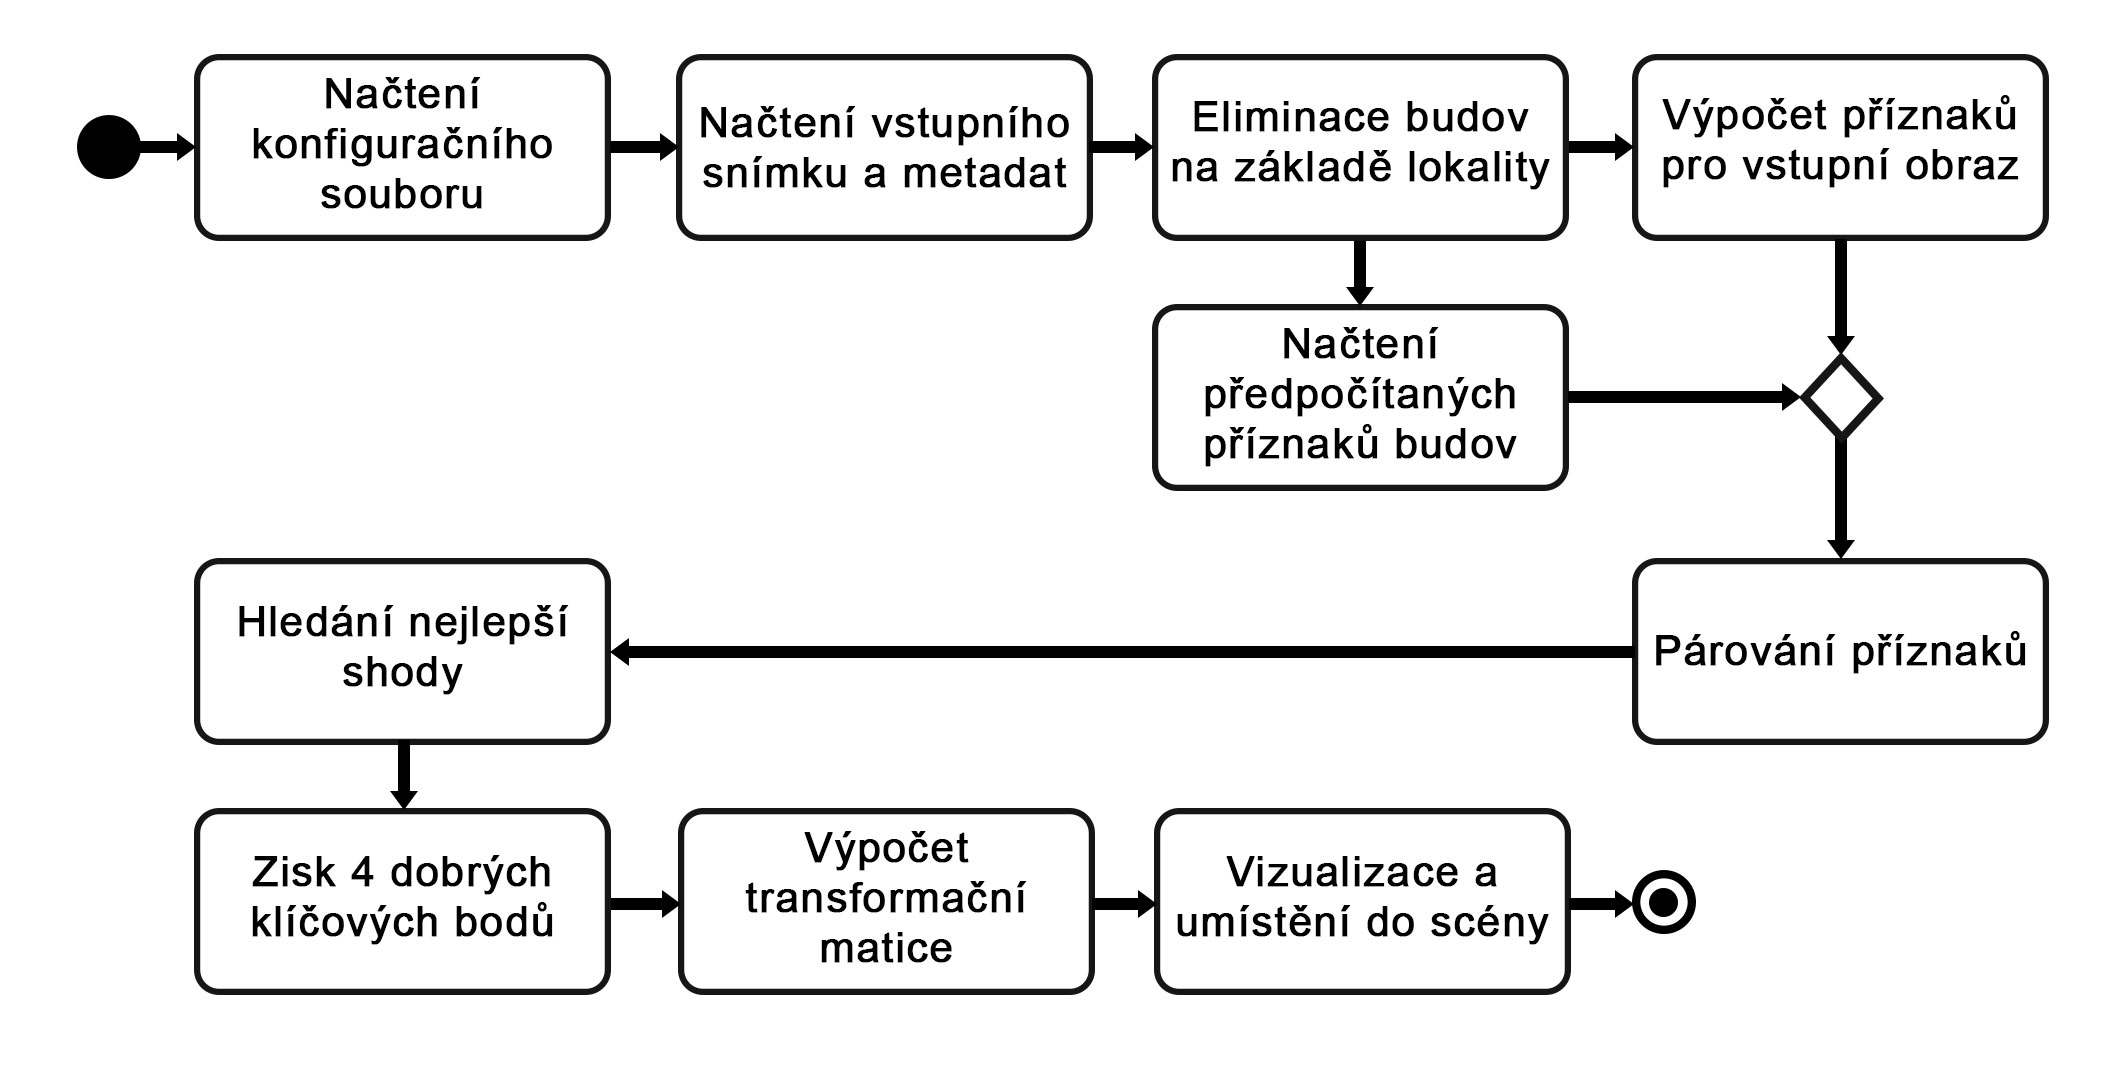 Načtení
konfiguračního
souboru
Načtení vstupního
snímku a metadat
Eliminace budov
na základě lokality
Výpočet příznaků
pro vstupní obraz
Načtení
předpočítaných
příznaků budov
Párování příznaků
Hledání nejlepší
shody
Zisk 4 dobrých
klíčových bodů
Výpočet
transformační
matice
Vizualizace a
umístění do scény